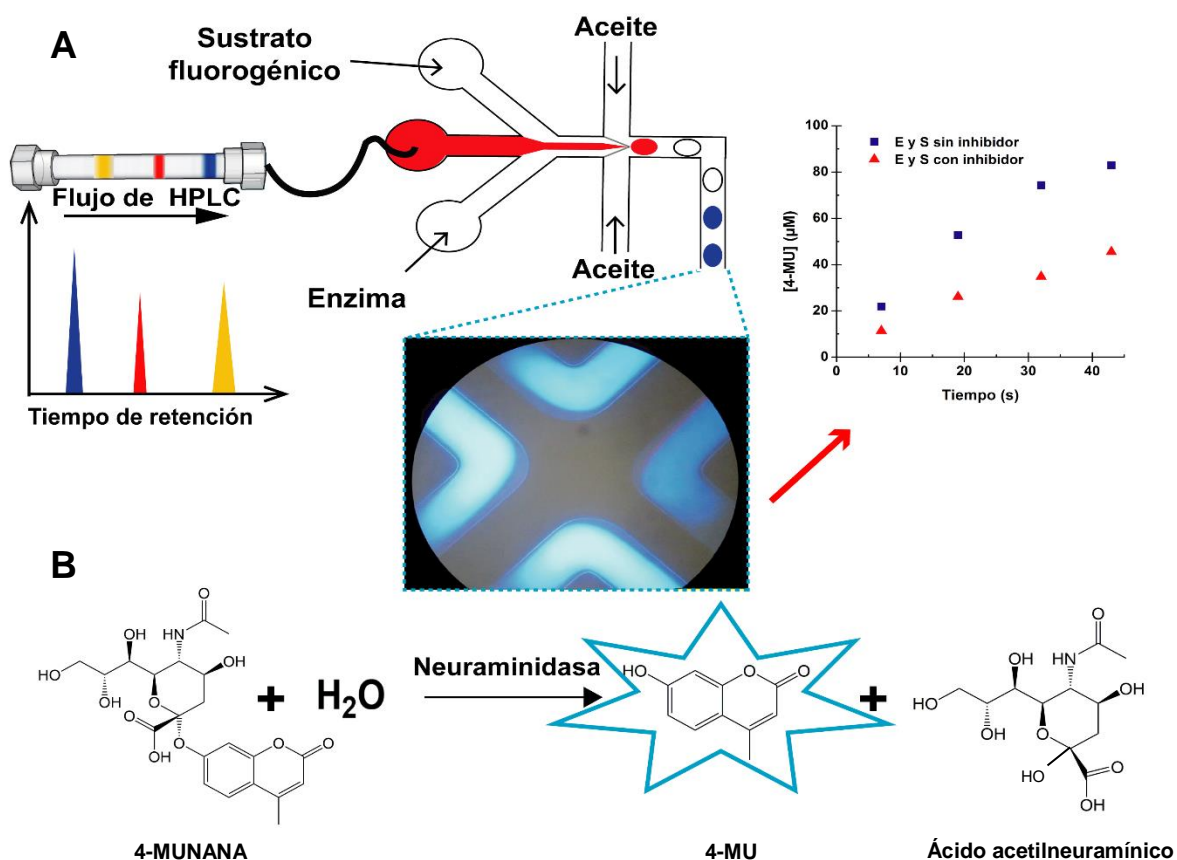 A
Sustrato
fluorogénico
Aceite
Flujo de HPLC
Tiempo de retención
Enzima
Aceite
[4-MU] (µM)
100
80
60
40
20
0
E y S sin inhibidor
E y S con inhibidor
0 10 20 30 40
Tiempo (s)
B
OH
O
HN
OH
HO
OH
O
OH
O
OH
O
O
O
+
H2O
Neuraminidasa
HO
O
O
+
O
OH
HN
OH
HO
OH
O
HO
O
OH
4-MUNANA
4-MU
Ácido acetilneuramínico